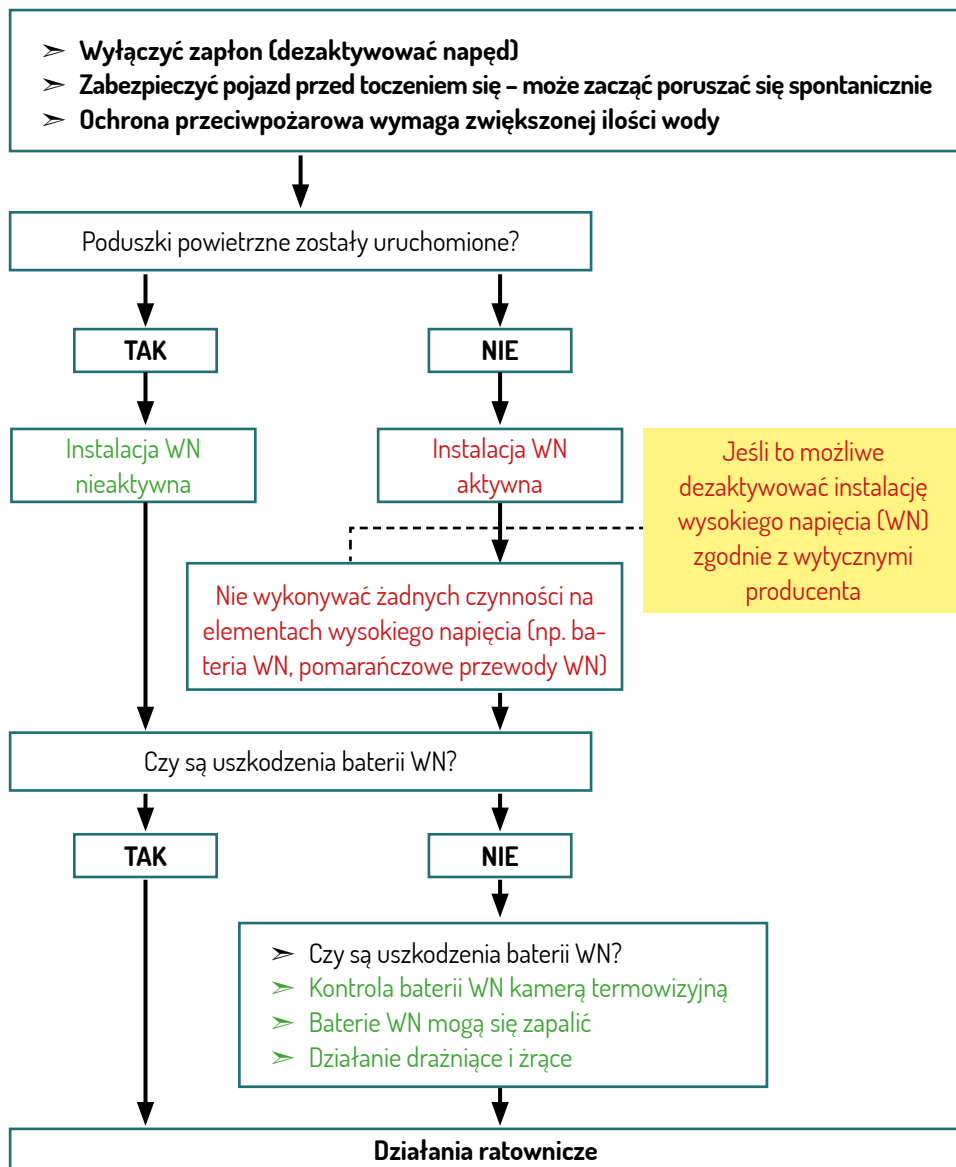 ➢ Wyłączyć zapłon (dezaktywować napęd)
➢ Zabezpieczyć pojazd przed toczeniem się – może zacząć poruszać się spontanicznie
➢ Ochrona przeciwpożarowa wymaga zwiększonej ilości wody
Poduszki powietrzne zostały uruchomione?
TAK
NIE
Instalacja WN
nieaktywna
Instalacja WN
aktywna
Jeśli to możliwe
dezaktywować instalację
wysokiego napięcia (WN)
zgodnie z wytycznymi
producenta
Nie wykonywać żadnych czynności na
elementach wysokiego napięcia (np. ba-
teria WN, pomarańczowe przewody WN)
Czy są uszkodzenia baterii WN?
TAK
NIE
➢ Czy są uszkodzenia baterii WN?
➢ Kontrola baterii WN kamerą termowizyjną
➢ Baterie WN mogą się zapalić
➢ Działanie drażniące i żrące
Działania ratownicze